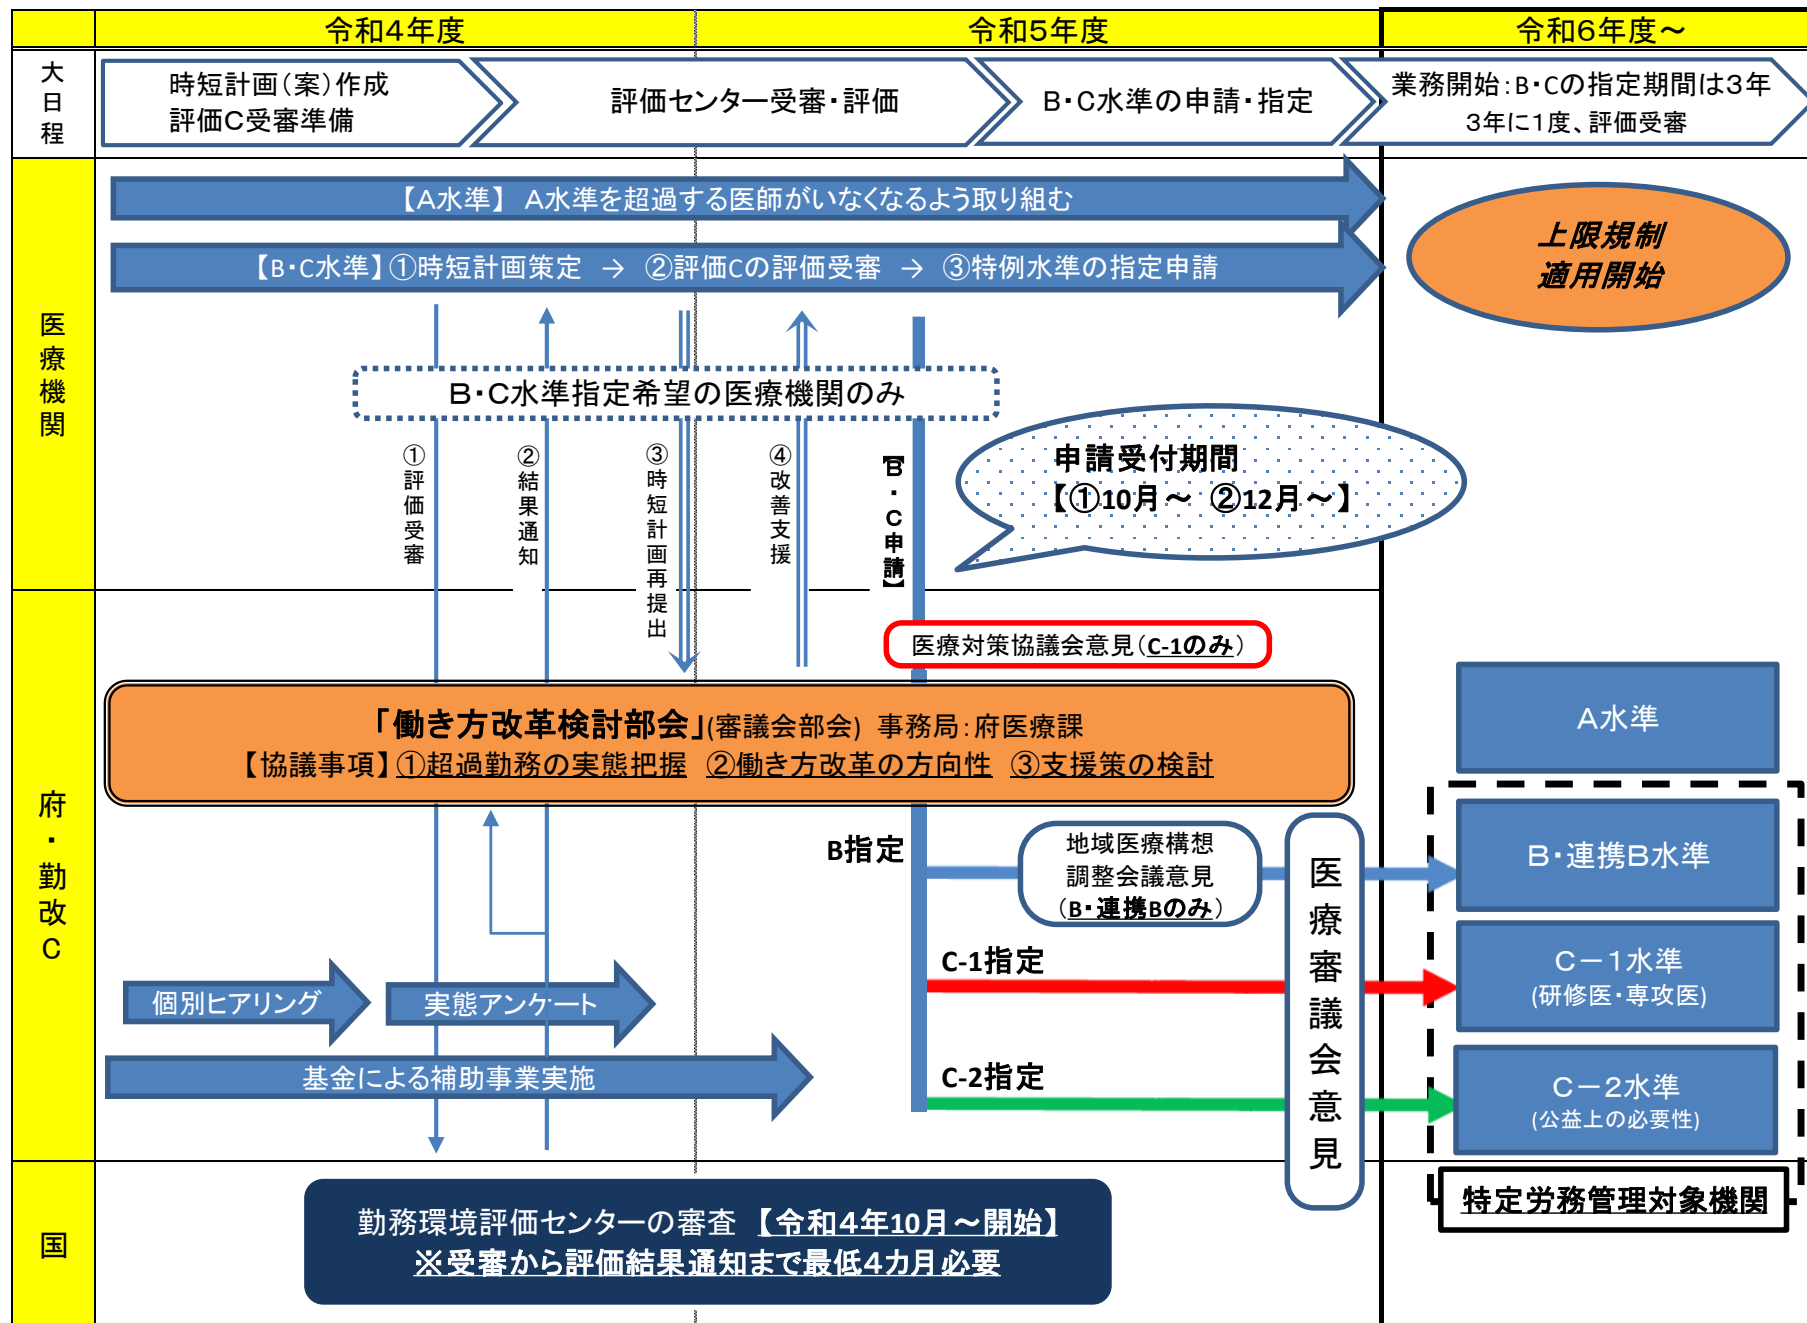 令和４年度
令和５年度
令和６年度～
大日程
時短計画（案）作成
評価Ｃ受審準備
評価センター受審・評価
Ｂ・Ｃ水準の申請・指定
業務開始：Ｂ・Ｃの指定期間は３年
３年に１度、評価受審
医療機関
【Ａ水準】　Ａ水準を超過する医師がいなくなるよう取り組む
【Ｂ・Ｃ水準】①時短計画策定　→　②評価Ｃの評価受審　→　③特例水準の指定申請
上限規制
適用開始
Ｂ・Ｃ水準指定希望の医療機関のみ
①評価受審
②結果通知
③時短計画再提出
④改善支援
【Ｂ・Ｃ申請】
申請受付期間
【①10月～　②12月～】
府・勤改Ｃ
医療対策協議会意見（C-1のみ）
「働き方改革検討部会」(審議会部会)　事務局：府医療課
【協議事項】①超過勤務の実態把握　②働き方改革の方向性　③支援策の検討
Ａ水準
B指定
地域医療構想
調整会議意見
（Ｂ・連携Ｂのみ）
医療審議会意見
Ｂ・連携Ｂ水準
C-1指定
Ｃ－１水準
(研修医・専攻医)
個別ヒアリング
実態アンケート
基金による補助事業実施
C-2指定
Ｃ－２水準
(公益上の必要性)
特定労務管理対象機関
国
勤務環境評価センターの審査　【令和４年10月～開始】
※受審から評価結果通知まで最低４カ月必要